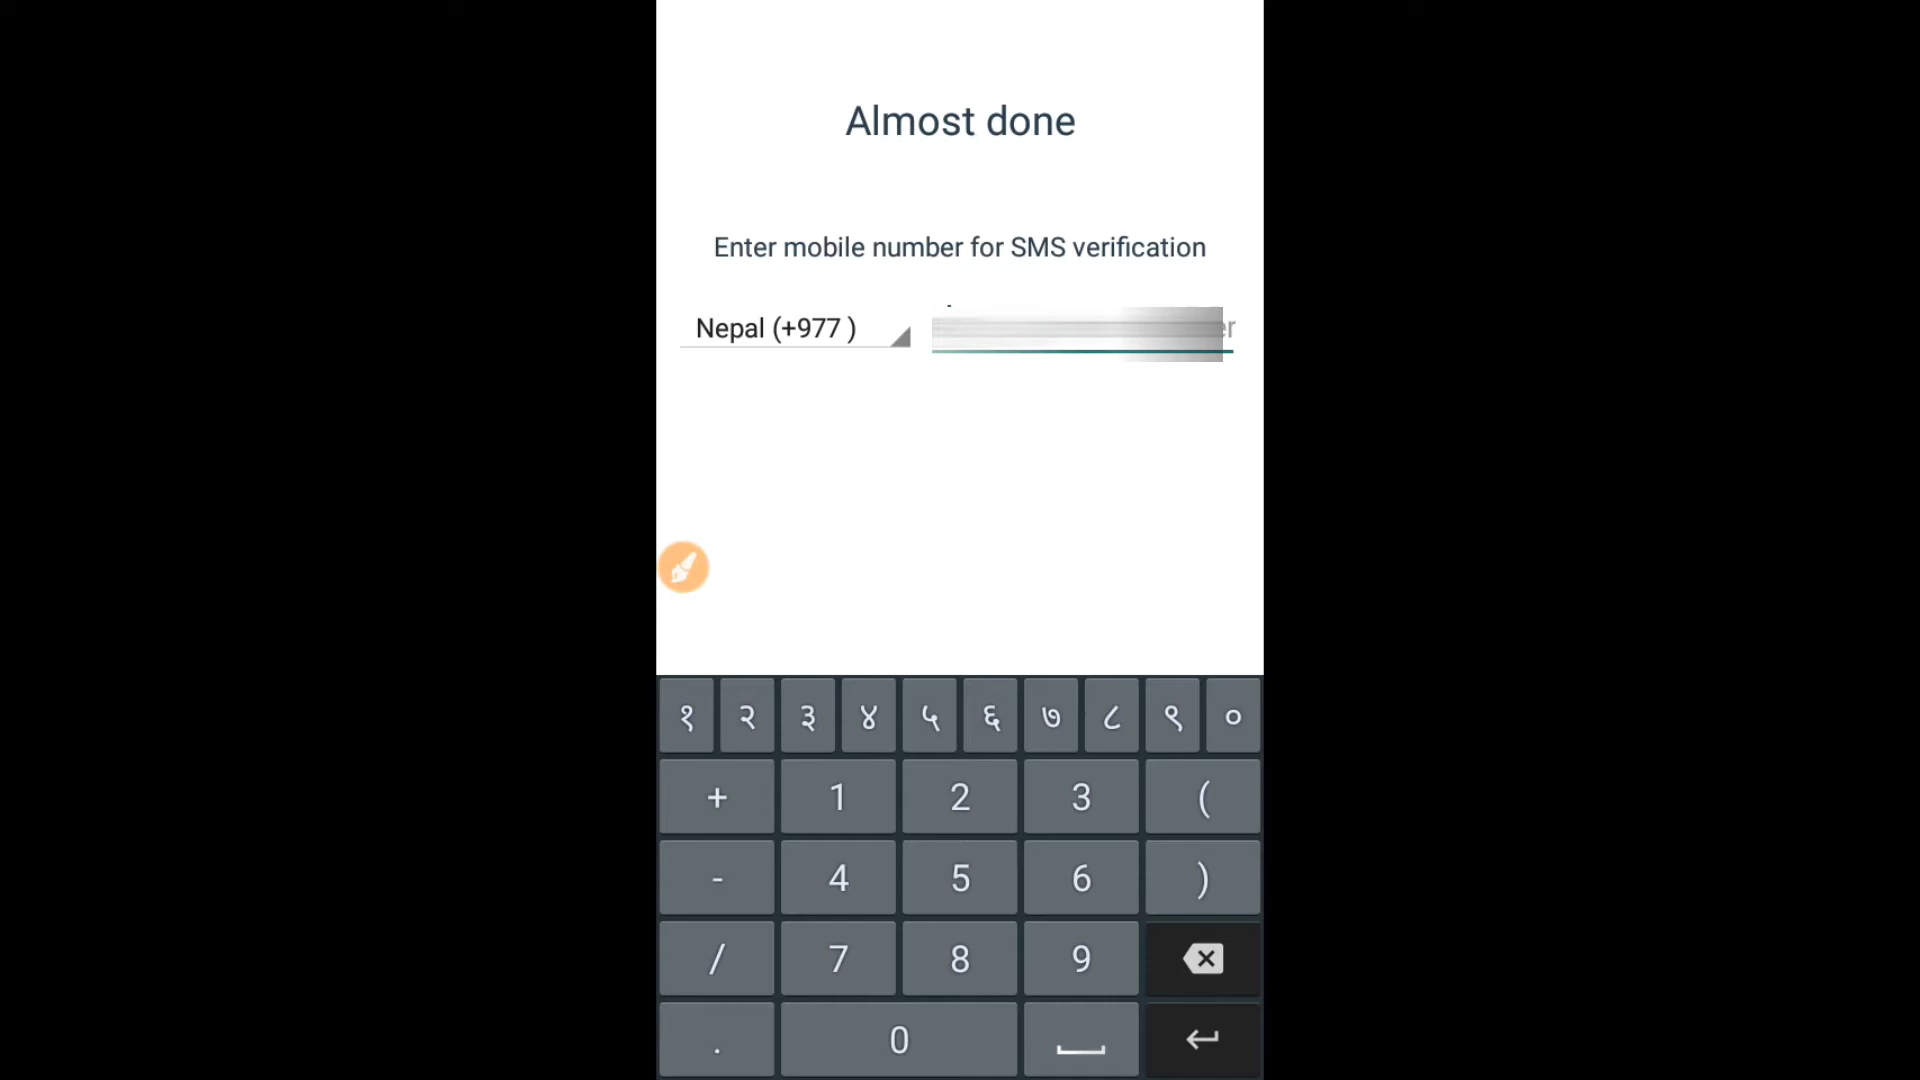 Almost done
Enter mobile number for SMS verification
Nepal (+977 )
१ २ ३ ४ ५ ६ ७ ८ ९ ०
+ 1 2 3 (
- 4 5 6 )
/ 7 8 9
. 0